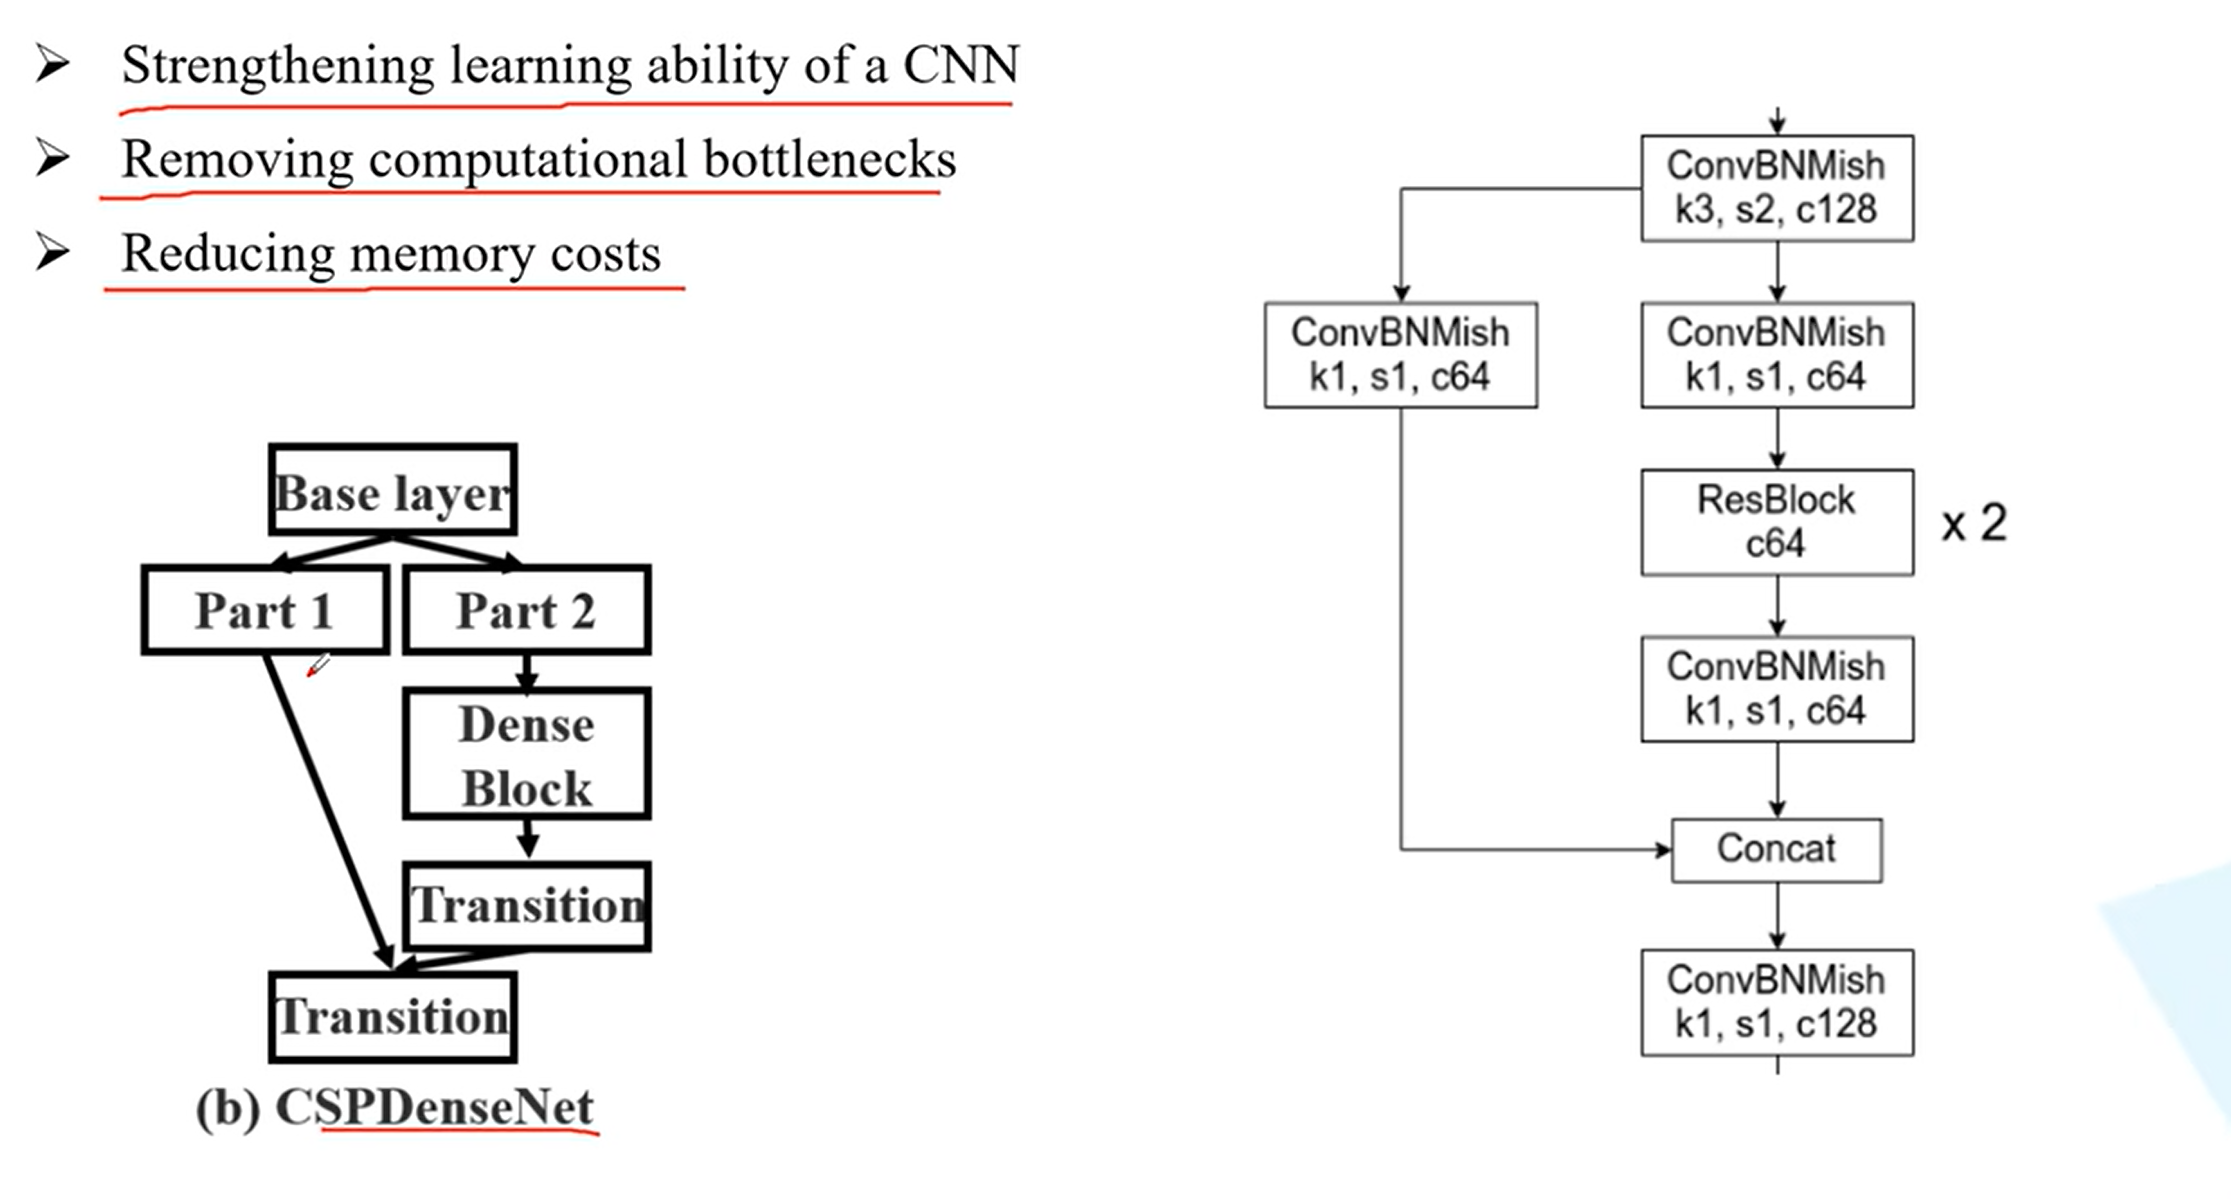 Strengthening learning ability of a CNN
Removing computational bottlenecks
Reducing memory costs
Base layer
Part 1
Part 2
Dense
Block
Transition
Transition
(b) CSPDenseNet
ConvBNMish
k3, s2, c128
ConvBNMish
k1, s1, c64
ConvBNMish
k1, s1, c64
ResBlock
c64
x 2
ConvBNMish
k1, s1, c64
Concat
ConvBNMish
k1, s1, c128